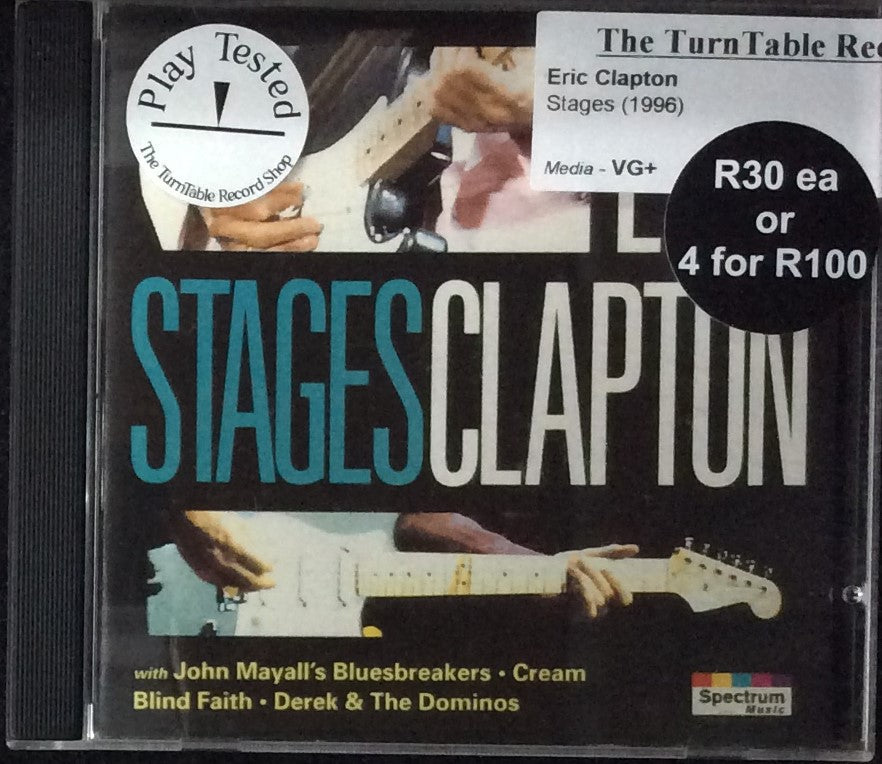 Play Tested
The TurnTable Record Shop
The TurnTable Rec
Eric Clapton
Stages (1996)
Media - VG+
R30 ea
or
4 for R100
STAGESCLAPTON
with John Mayall's Bluesbreakers • Cream
Blind Faith • Derek & The Dominos
Spectrum
Music